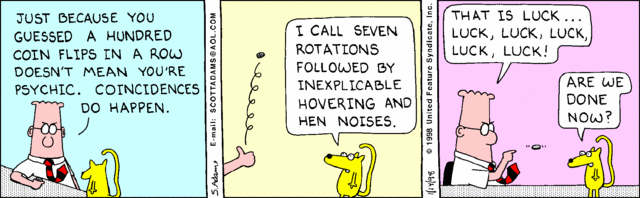 JUST BECAUSE YOU
GUESSED A HUNDRED
COIN FLIPS IN A ROW
DOESN'T MEAN YOU'RE
PSYCHIC. COINCIDENCES
DO HAPPEN.
E-mail: SCOTTADAMS@AOL.COM
S.Adams
I CALL SEVEN
ROTATIONS
FOLLOWED BY
INEXPLICABLE
HOVERING AND
HEN NOISES.
© 1998 United Feature Syndicate, Inc.
THAT IS LUCK...
LUCK, LUCK, LUCK,
LUCK, LUCK!
ARE WE
DONE
NOW?